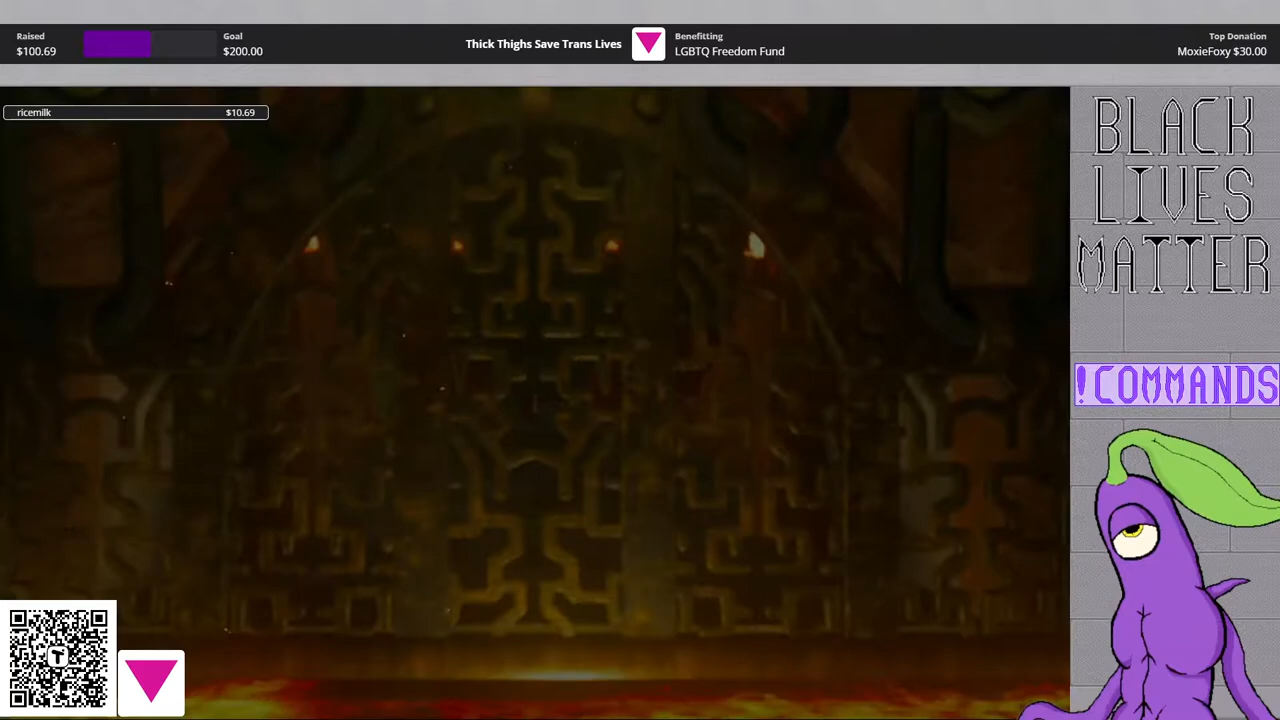 Raised
$100.69
Goal
$200.00
Thick Thighs Save Trans Lives
Benefitting
LGBTQ Freedom Fund
Top Donation
MoxieFoxy $30.00
ricemilk $10.69
BLACK
LIVES
MATTER
!COMMANDS
T